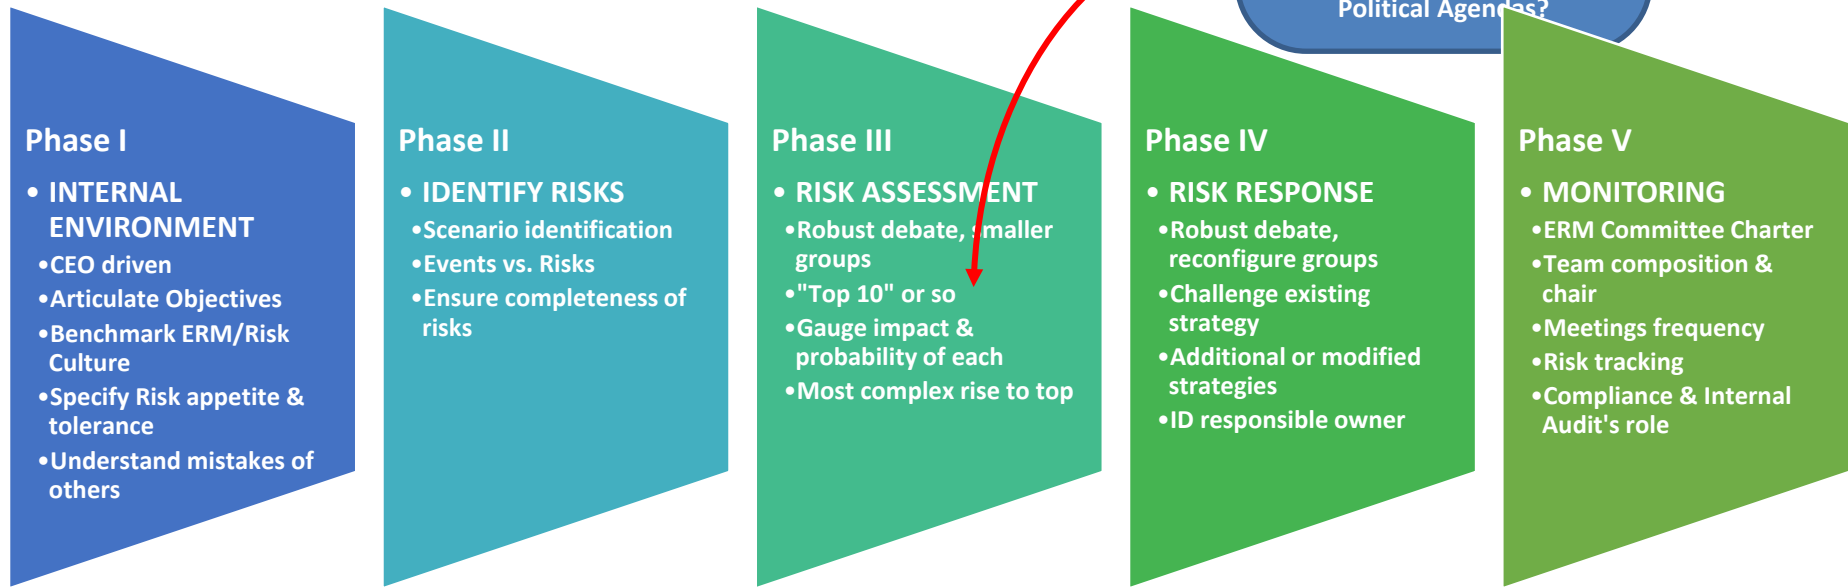 Political Agendas?
Phase I
• INTERNAL
ENVIRONMENT
•CEO driven
•Articulate Objectives
•Benchmark ERM/Risk
Culture
•Specify Risk appetite &
tolerance
•Understand mistakes of
others
Phase II
• IDENTIFY RISKS
•Scenario identification
•Events vs. Risks
•Ensure completeness of
risks
Phase III
• RISK ASSESSMENT
•Robust debate, smaller
groups
•"Top 10" or so
•Gauge impact &
probability of each
•Most complex rise to top
Phase IV
• RISK RESPONSE
•Robust debate,
reconfigure groups
•Challenge existing
strategy
•Additional or modified
strategies
•ID responsible owner
Phase V
• MONITORING
•ERM Committee Charter
•Team composition &
chair
•Meetings frequency
•Risk tracking
•Compliance & Internal
Audit's role